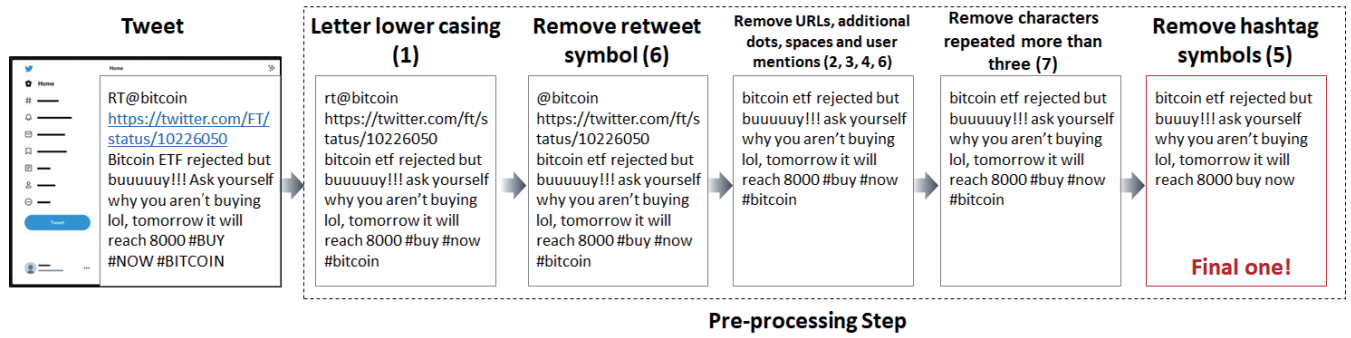 Tweet
Home
Home
Tweet
RT@bitcoin
https://twitter.com/FT/
status/10226050
Bitcoin ETF rejected but
buuuuuy!!! Ask yourself
why you aren't buying
lol, tomorrow it will
reach 8000 #BUY
#NOW #BITCOIN
Letter lower casing
(1)
rt@bitcoin
https://twitter.com/ft/s
tatus/10226050
bitcoin etf rejected but
buuuuuy!!! ask yourself
why you aren't buying
lol, tomorrow it will
reach 8000 #buy #now
#bitcoin
Remove retweet
symbol (6)
@bitcoin
https://twitter.com/ft/s
tatus/10226050
bitcoin etf rejected but
buuuuuy!!! ask yourself
why you aren't buying
lol, tomorrow it will
reach 8000 #buy #now
#bitcoin
Remove URLs, additional
dots, spaces and user
mentions (2, 3, 4, 6)
bitcoin etf rejected but
buuuuuy!!! ask yourself
why you aren't buying
lol, tomorrow it will
reach 8000 #buy #now
#bitcoin
Remove characters
repeated more than
three (7)
bitcoin etf rejected but
buuuuy!!! ask yourself
why you aren't buying
lol, tomorrow it will
reach 8000 #buy #now
#bitcoin
Remove hashtag
symbols (5)
bitcoin etf rejected but
buuuy!!! ask yourself
why you aren't buying
lol, tomorrow it will
reach 8000 buy now
Final one!
Pre-processing Step